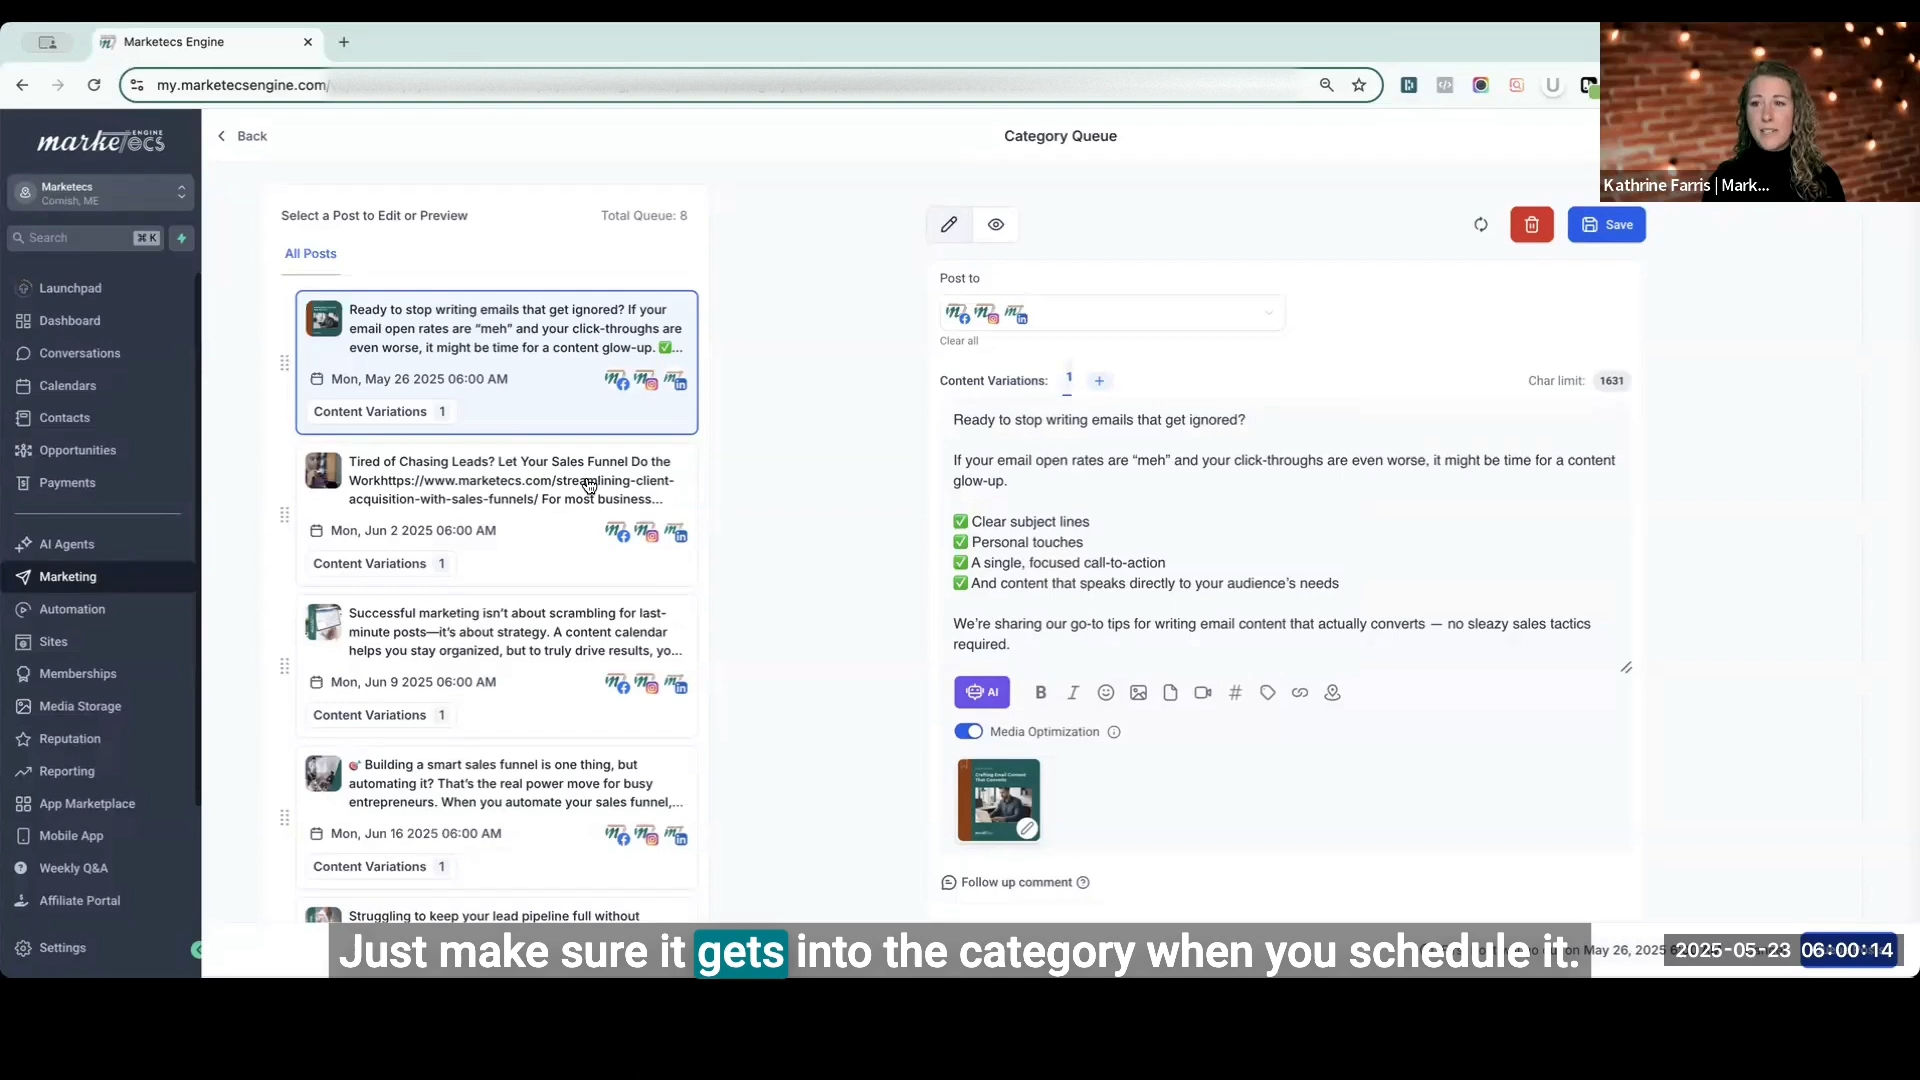 Marketecs Engine
my.marketecsengine.com/
Kathrine Farris | Mark...
ENGINE
marketecs
Marketecs
Cornish, ME
Search
⌘ K
Launchpad
Dashboard
Conversations
Calendars
Contacts
Opportunities
Payments
AI Agents
Marketing
Automation
Sites
Memberships
Media Storage
Reputation
Reporting
App Marketplace
Mobile App
Weekly Q&A
Affiliate Portal
Settings
Back
Category Queue
Select a Post to Edit or Preview
Total Queue: 8
All Posts
Ready to stop writing emails that get ignored? If your
email open rates are “meh” and your click-throughs are
even worse, it might be time for a content glow-up. ✅...
Mon, May 26 2025 06:00 AM
Content Variations 1
Tired of Chasing Leads? Let Your Sales Funnel Do the
Workhttps://www.marketecs.com/streamlining-client-
acquisition-with-sales-funnels/ For most business...
Mon, Jun 2 2025 06:00 AM
Content Variations 1
Successful marketing isn’t about scrambling for last-
minute posts—it’s about strategy. A content calendar
helps you stay organized, but to truly drive results, yo...
Mon, Jun 9 2025 06:00 AM
Content Variations 1
🎯 Building a smart sales funnel is one thing, but
automating it? That’s the real power move for busy
entrepreneurs. When you automate your sales funnel,...
Mon, Jun 16 2025 06:00 AM
Content Variations 1
Struggling to keep your lead pipeline full without
Save
Post to
Clear all
Content Variations: 1 +
Char limit: 1631
Ready to stop writing emails that get ignored?
If your email open rates are “meh” and your click-throughs are even worse, it might be time for a content
glow-up.
✅ Clear subject lines
✅ Personal touches
✅ A single, focused call-to-action
✅ And content that speaks directly to your audience’s needs
We’re sharing our go-to tips for writing email content that actually converts — no sleazy sales tactics
required.
AI
B I
Media Optimization
Crafting Email Content
That Converts
Follow up comment
on May 26, 2025
Just make sure it gets into the category when you schedule it.
2025-05-23 06:00:14